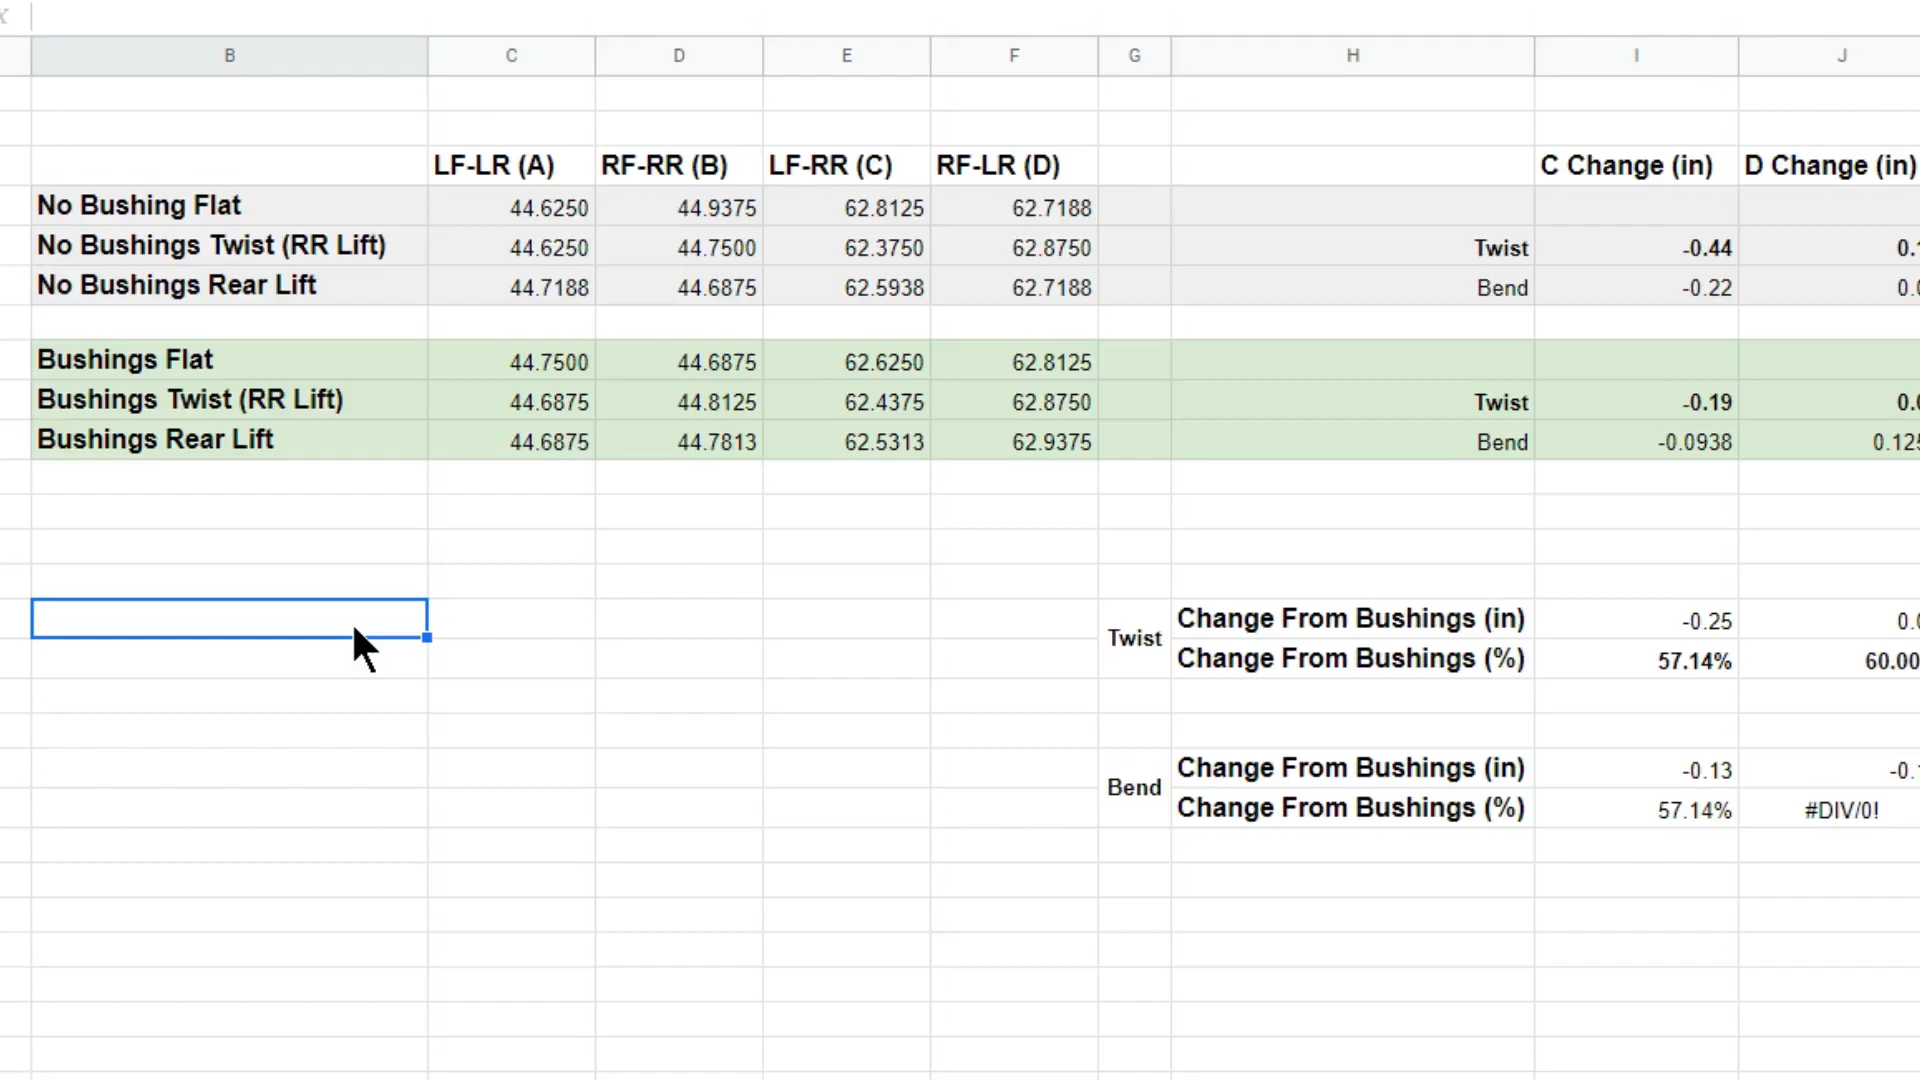 B C D E F G H I J
LF-LR (A) RF-RR (B) LF-RR (C) RF-LR (D) C Change (in) D Change (in)
No Bushing Flat 44.6250 44.9375 62.8125 62.7188
No Bushings Twist (RR Lift) 44.6250 44.7500 62.3750 62.8750 Twist -0.44
No Bushings Rear Lift 44.7188 44.6875 62.5938 62.7188 Bend -0.22
Bushings Flat 44.7500 44.6875 62.6250 62.8125
Bushings Twist (RR Lift) 44.6875 44.8125 62.4375 62.8750 Twist -0.19
Bushings Rear Lift 44.6875 44.7813 62.5313 62.9375 Bend -0.0938 0.125
Twist
Change From Bushings (in) -0.25
Change From Bushings (%) 57.14% 60.00
Bend
Change From Bushings (in) -0.13
Change From Bushings (%) 57.14% #DIV/0!